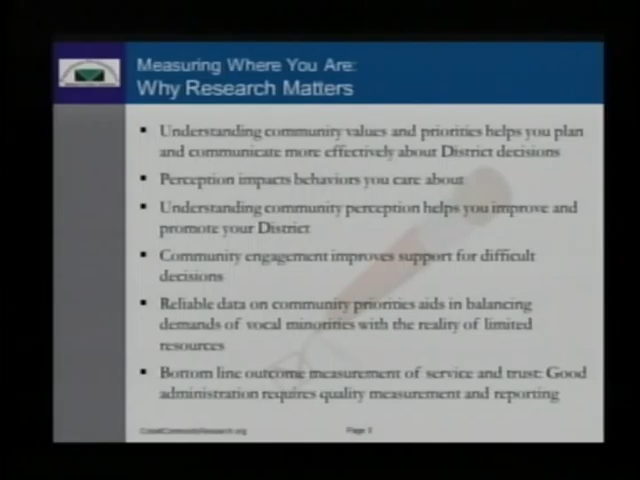 Measuring Where You Are:
Why Research Matters
▪ Understanding community values and priorities helps you plan
and communicate more effectively about District decisions
▪ Perception impacts behaviors you care about
▪ Understanding community perception helps you improve and
promote your District
▪ Community engagement improves support for difficult
decisions
▪ Reliable data on community priorities aids in balancing
demands of vocal minorities with the reality of limited
resources
▪ Bottom line outcome measurement of service and trust: Good
administration requires quality measurement and reporting
Page 3